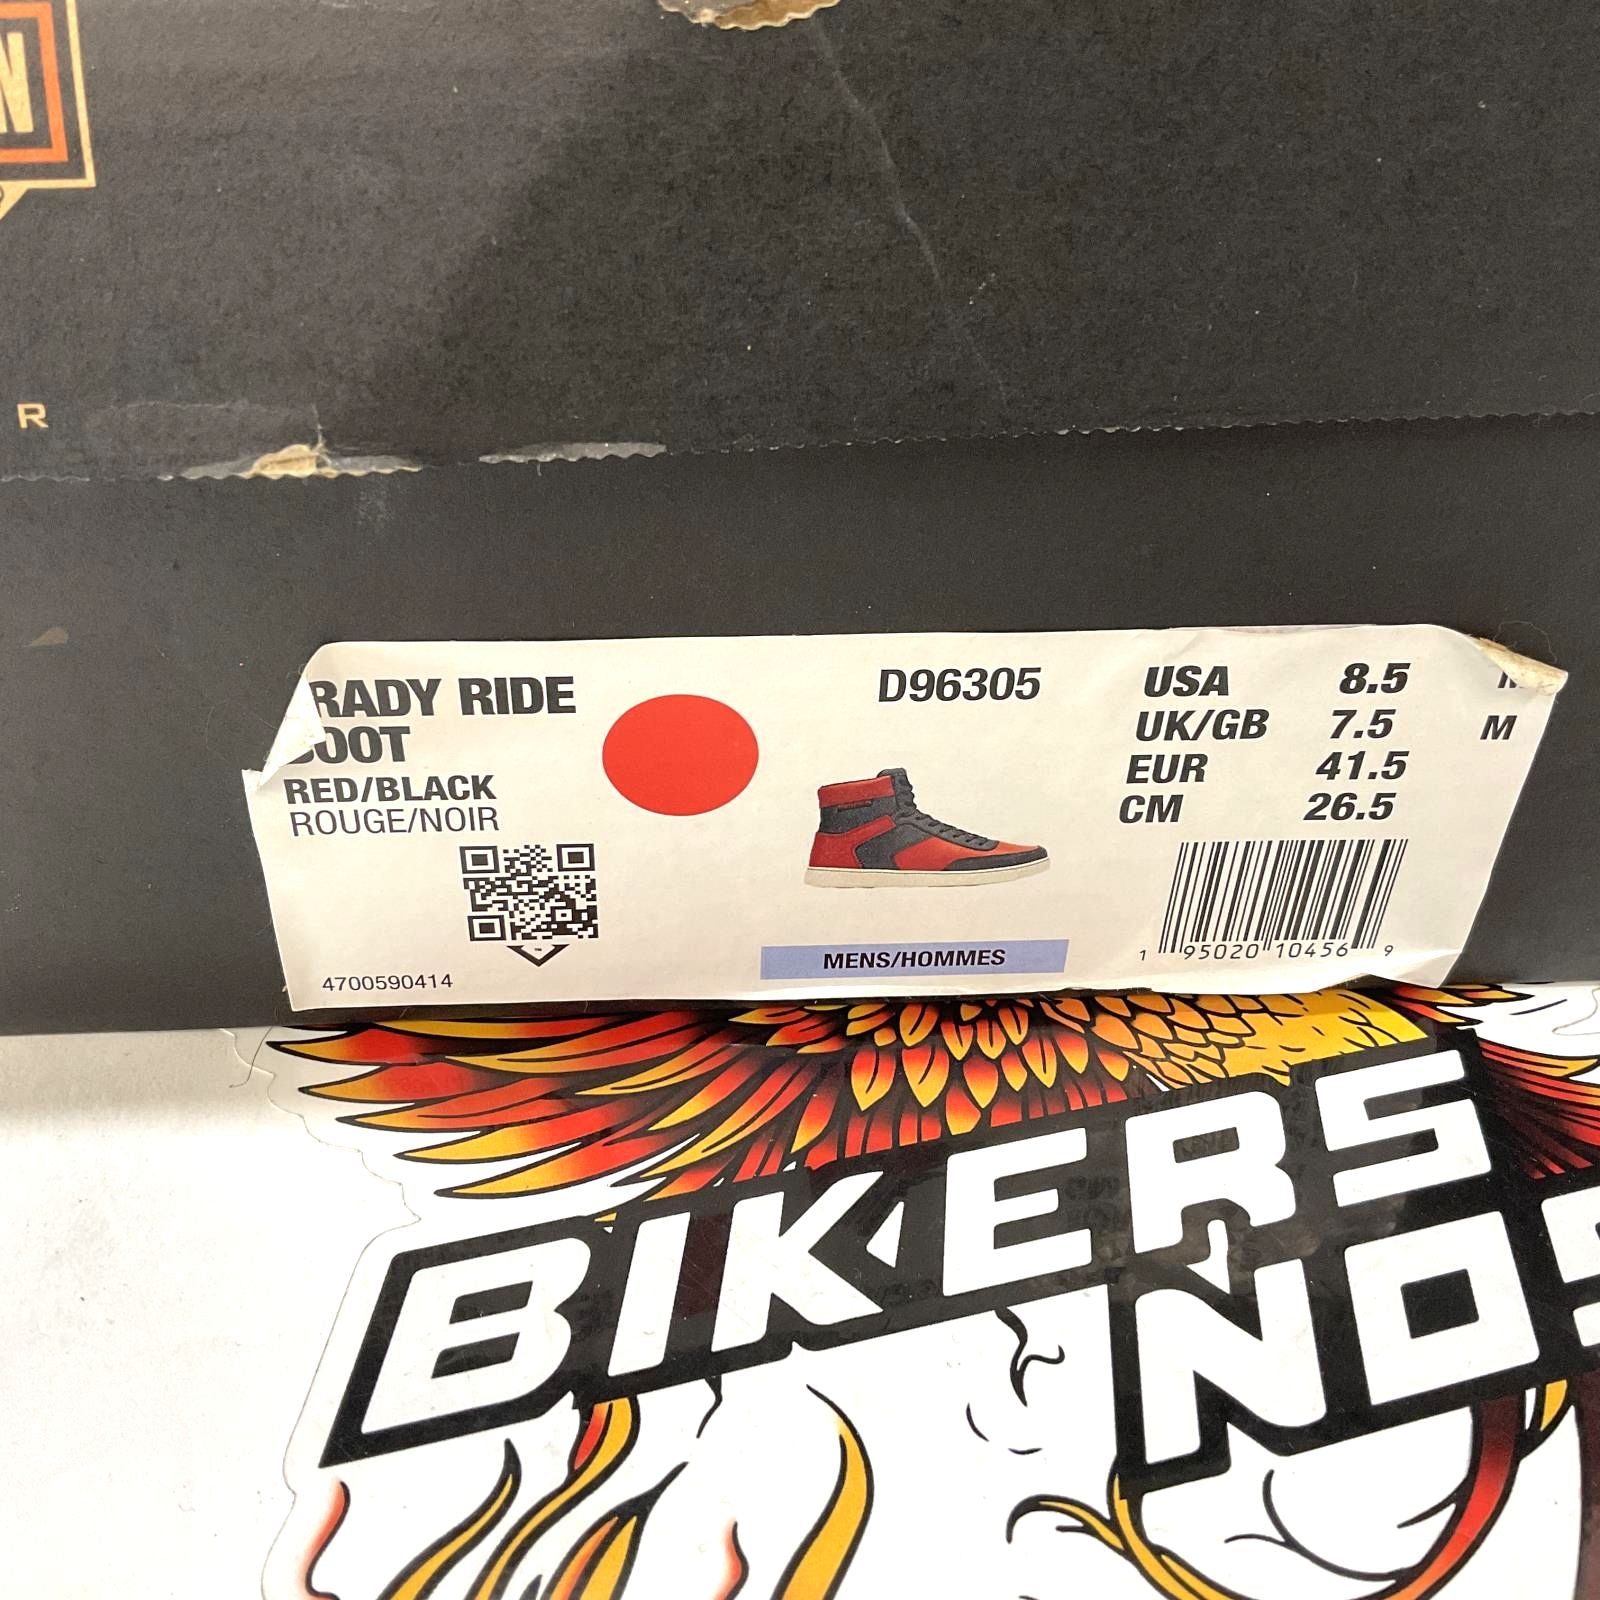 N
R
RADY RIDE
OOT
RED/BLACK
ROUGE/NOIR
4700590414
D96305
MENS/HOMMES
USA 8.5
UK/GB 7.5 M
EUR 41.5
CM 26.5
1 95020 10456 9
BIKERS
NOS